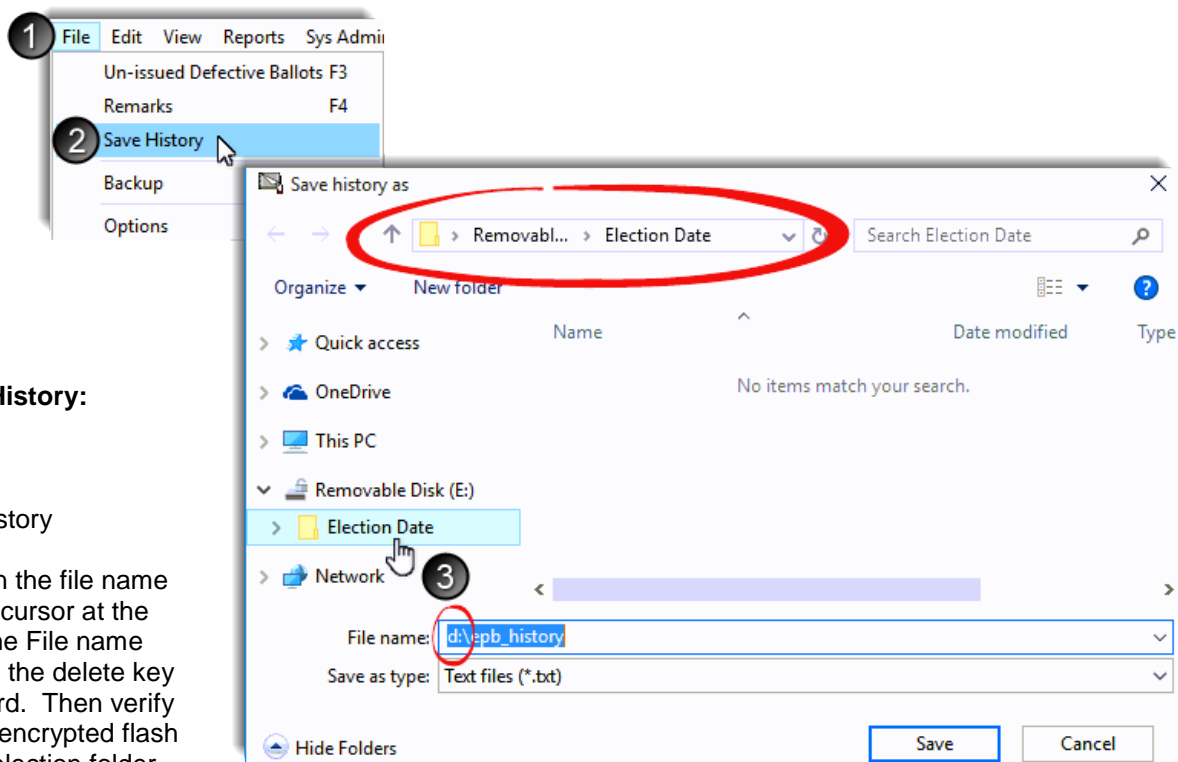 1
File Edit View Reports Sys Admi
Un-issued Defective Ballots F3
Remarks F4
2
Save History
Backup
Options
Save history as
Removabl... > Election Date
Search Election Date
Organize
New folder
Name Date modified Type
Quick access
No items match your search.
OneDrive
This PC
Removable Disk (E:)
Election Date
Network
3
File name: d:\epb_history
Save as type: Text files (*.txt)
Hide Folders
Save Cancel
History:
story
the file name
cursor at the
e File name
the delete key
rd. Then verify
encrypted flash
election folder